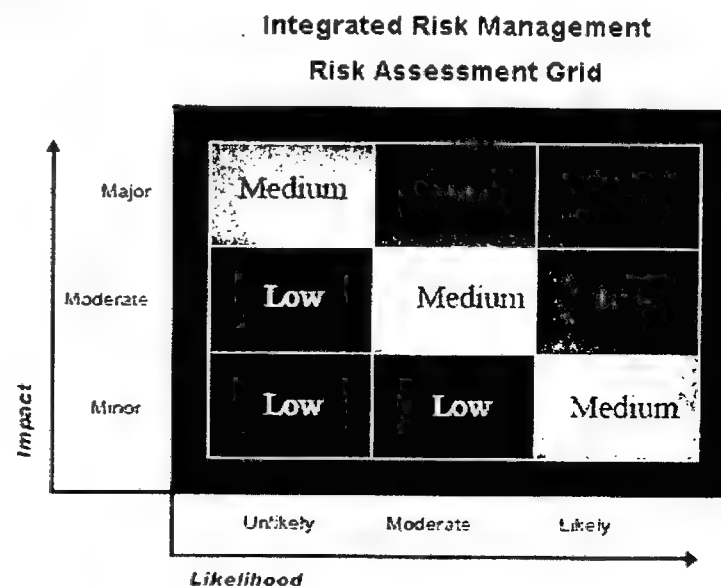 Integrated Risk Management
Risk Assessment Grid
Major
Medium
Moderate
Low
Medium
Minor
Low
Low
Medium
Impact
Unlikely
Moderate
Likely
Likelihood